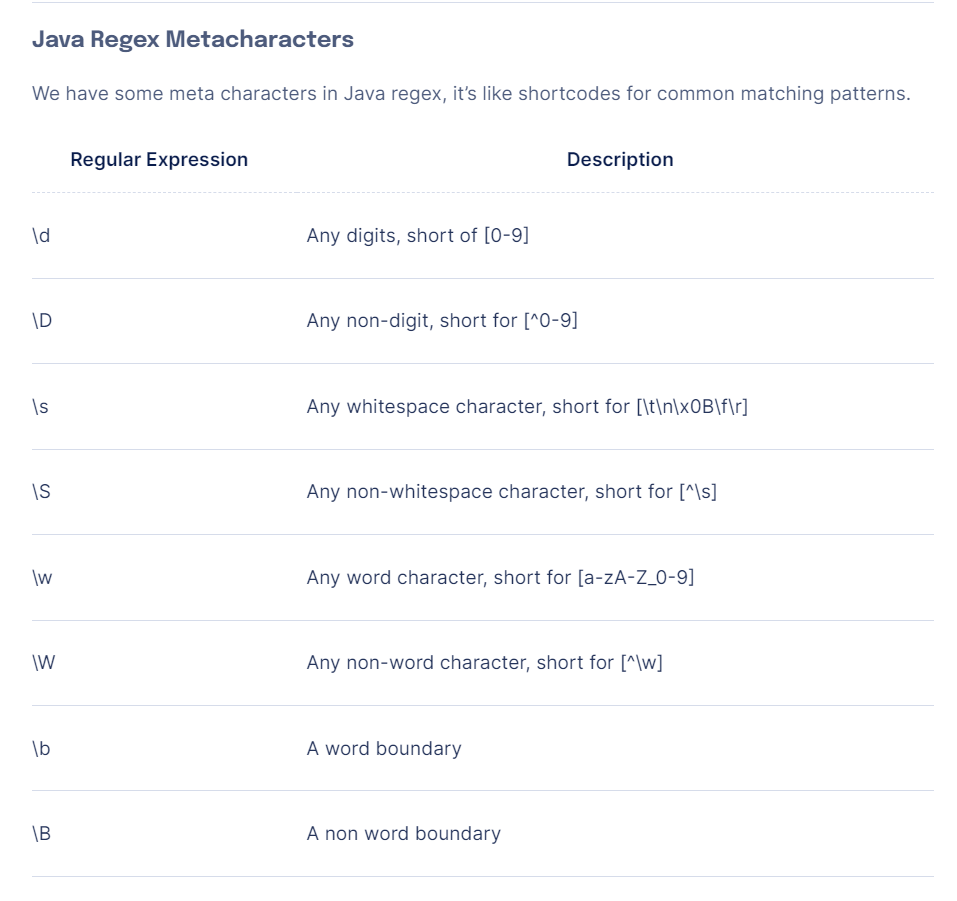 Java Regex Metacharacters
We have some meta characters in Java regex, it’s like shortcodes for common matching patterns.
Regular Expression Description
\d Any digits, short of [0-9]
\D Any non-digit, short for [^0-9]
\s Any whitespace character, short for [\t\n\x0B\f\r]
\S Any non-whitespace character, short for [^\s]
\w Any word character, short for [a-zA-Z_0-9]
\W Any non-word character, short for [^\w]
\b A word boundary
\B A non word boundary